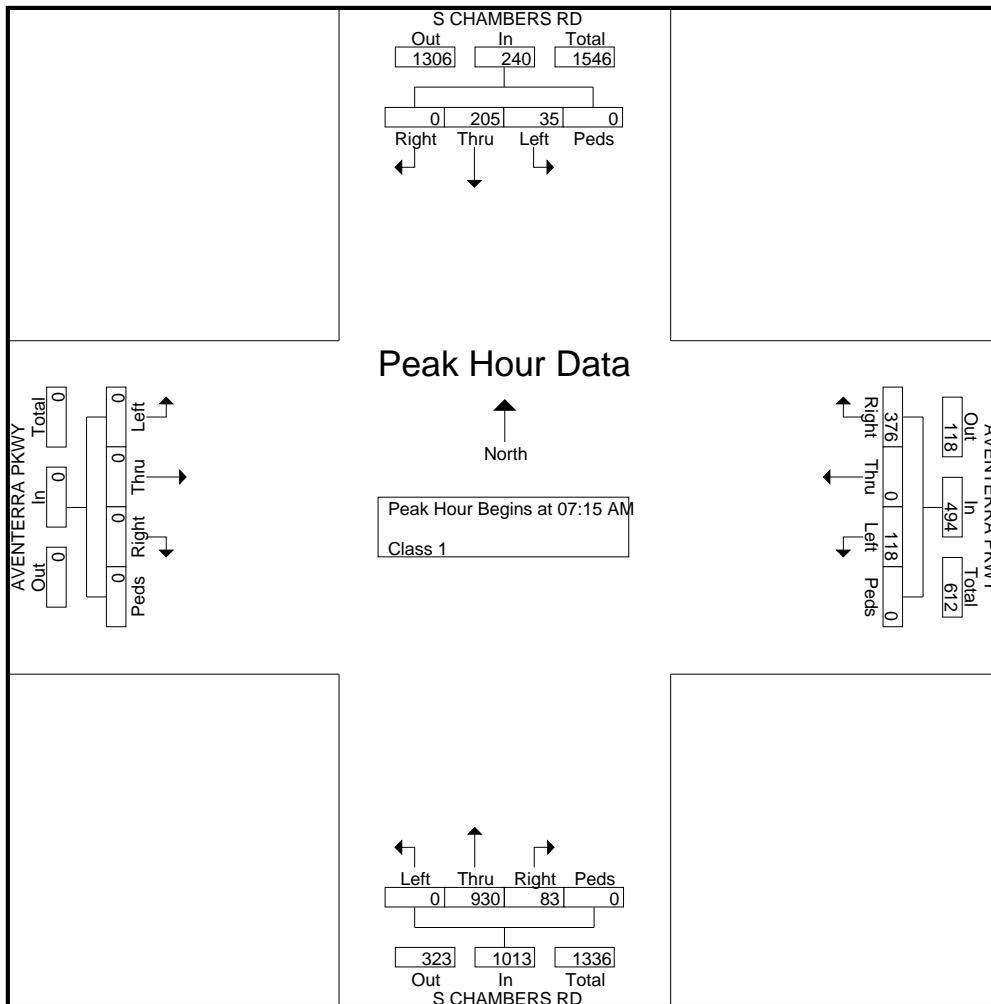 S CHAMBERS RD
Out In Total
1306 240 1546
0 205 35 0
Right Thru Left Peds
Peak Hour Data
North
Peak Hour Begins at 07:15 AM
Class 1
AVENTERRA PKWY
Total In Out
0 0 0
0 0 0 0
Left Thru Right Peds
Right Thru Left Peds
376 0 118 0
118 494 612
Out In Total
AVENTERRA PKWY
Left Thru Right Peds
0 930 83 0
323 1013 1336
Out In Total
S CHAMBERS RD